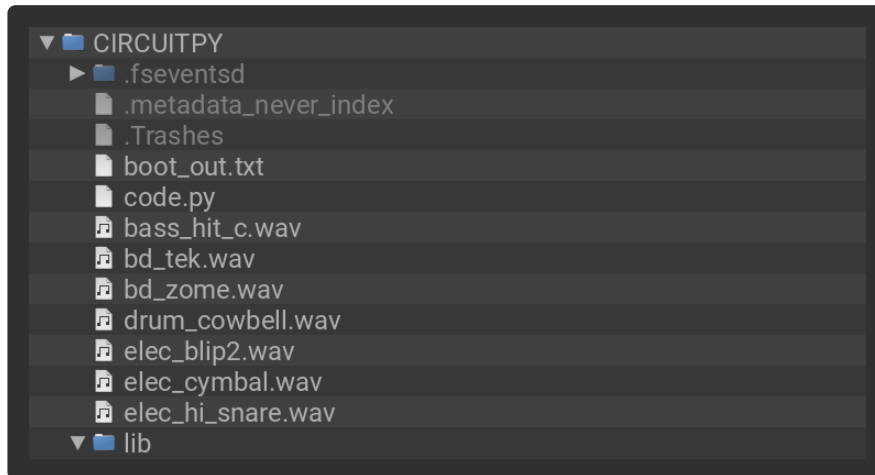 CIRCUITPY
.fseventsd
.metadata_never_index
.Trashes
boot_out.txt
code.py
bass_hit_c.wav
bd_tek.wav
bd_zome.wav
drum_cowbell.wav
elec_blip2.wav
elec_cymbal.wav
elec_hi_snare.wav
lib